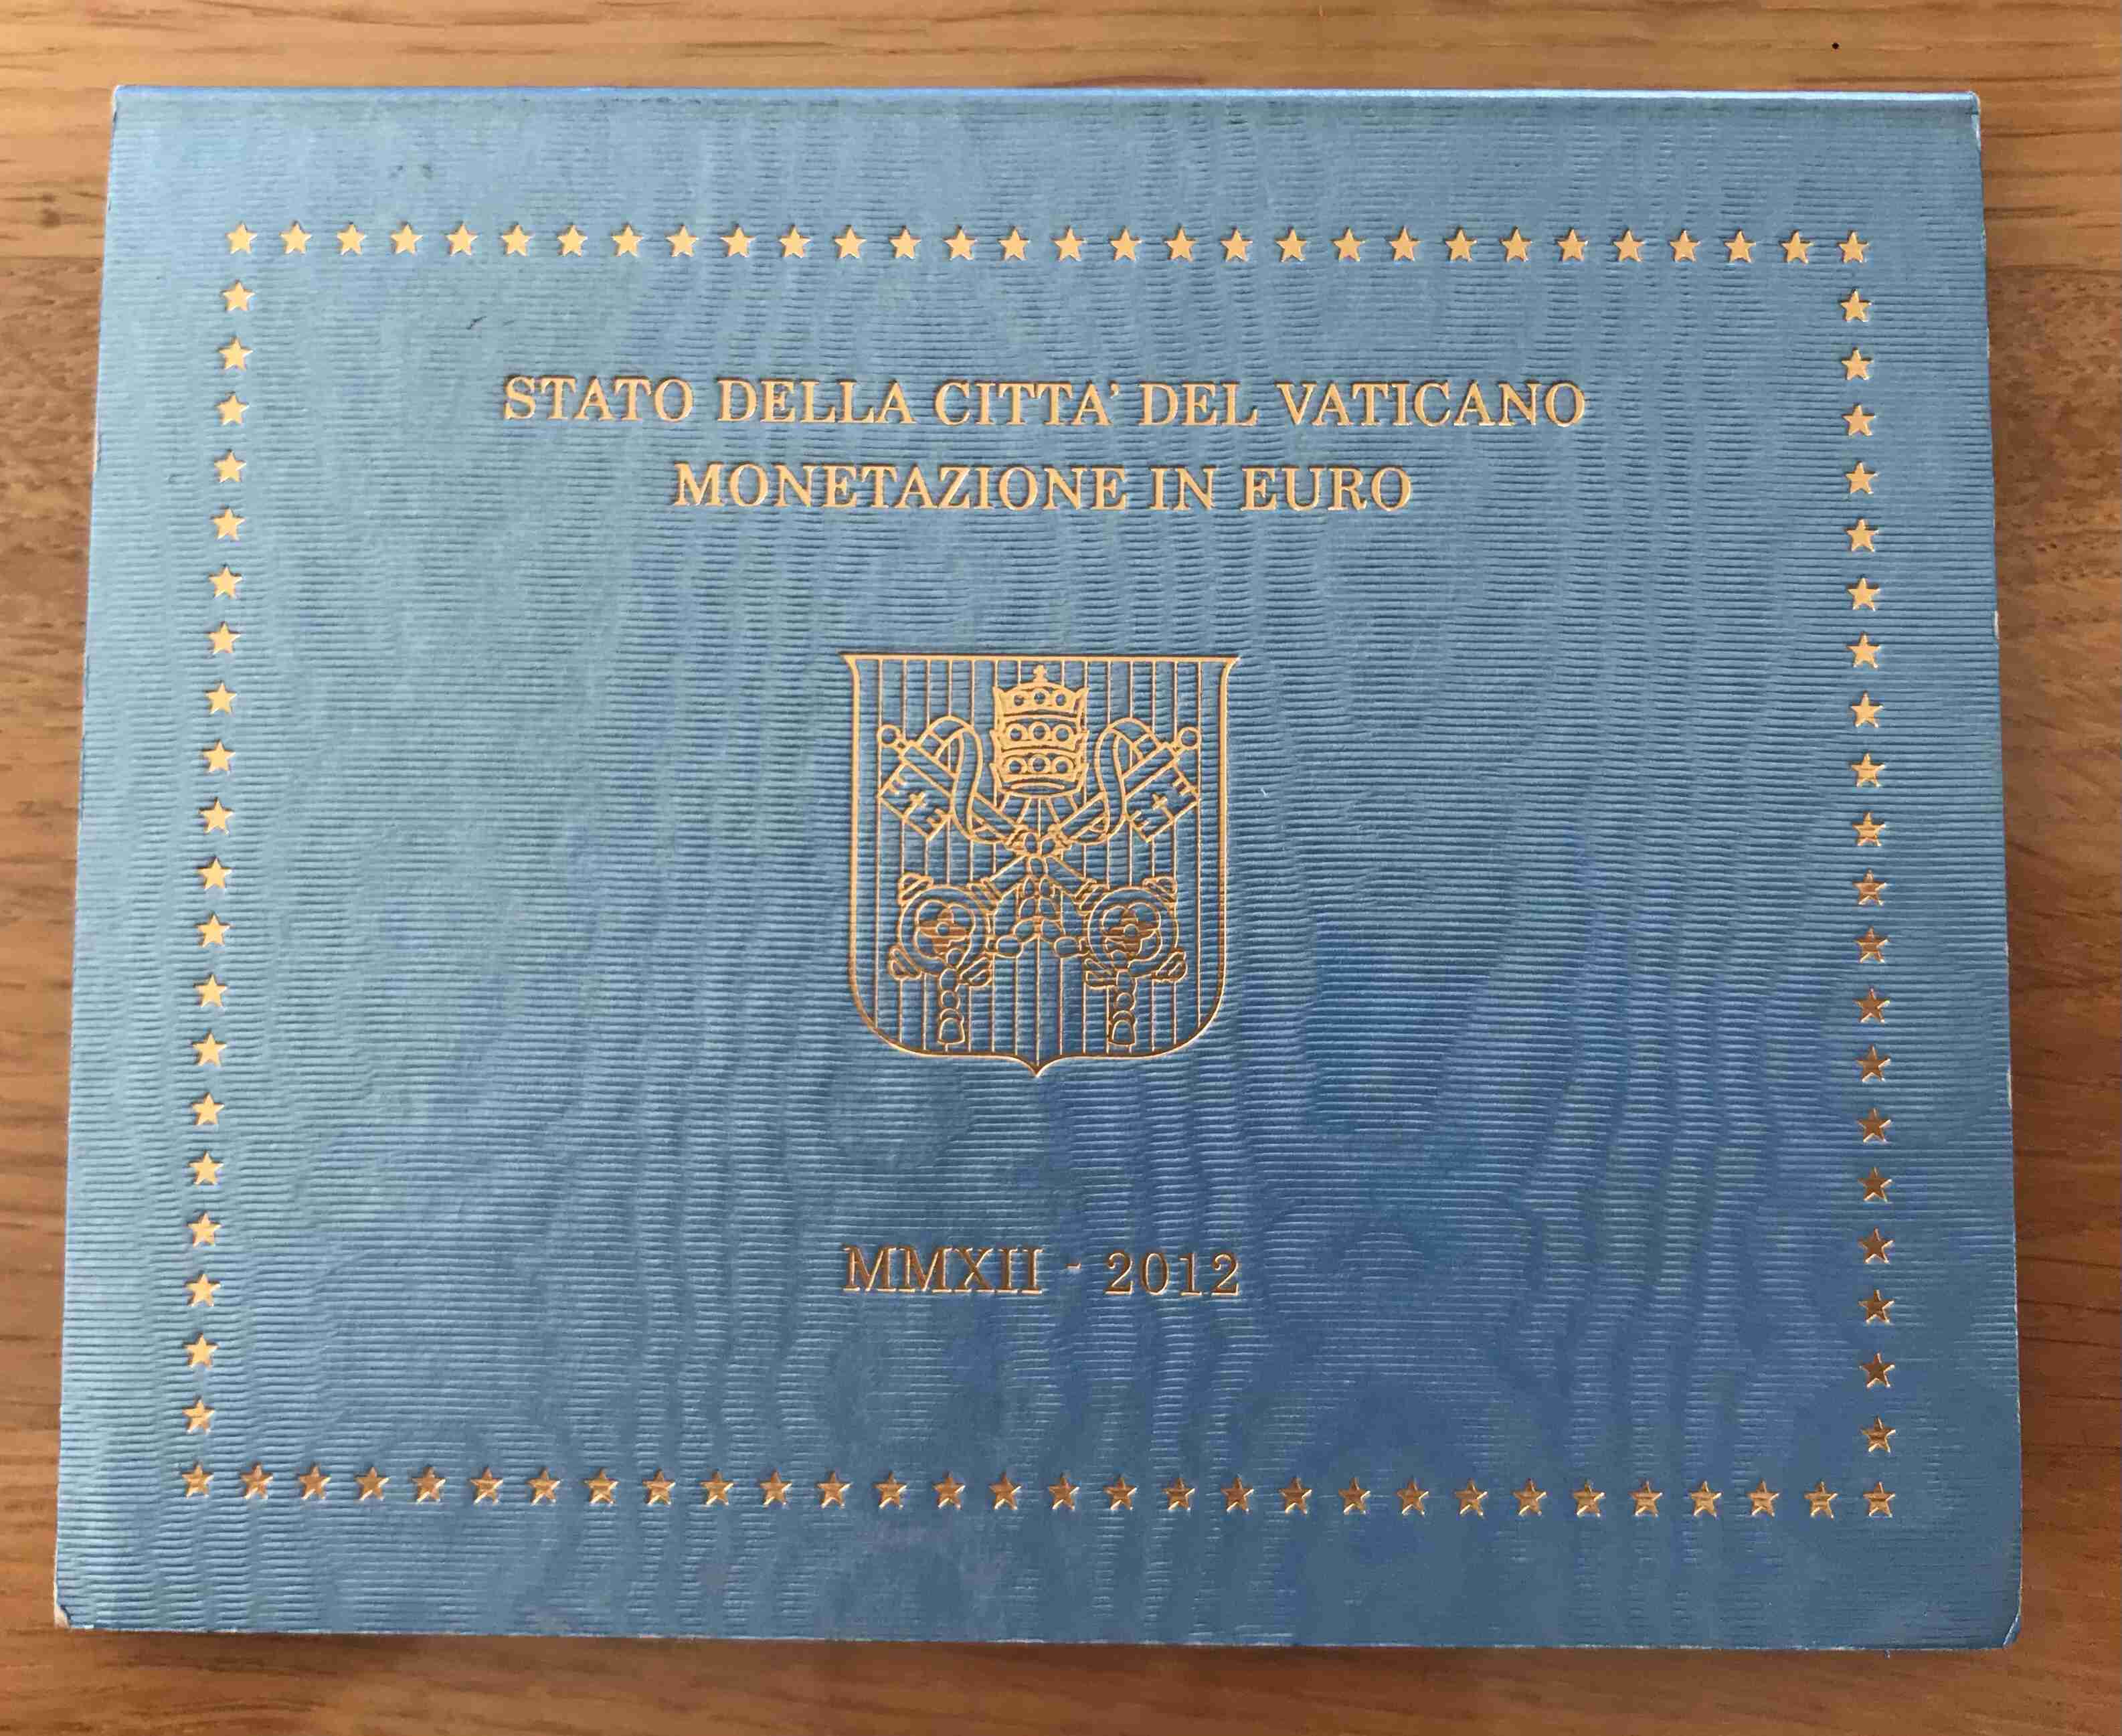 STATO DELLA CITTA' DEL VATICANO
MONETAZIONE IN EURO
MMXII - 2012